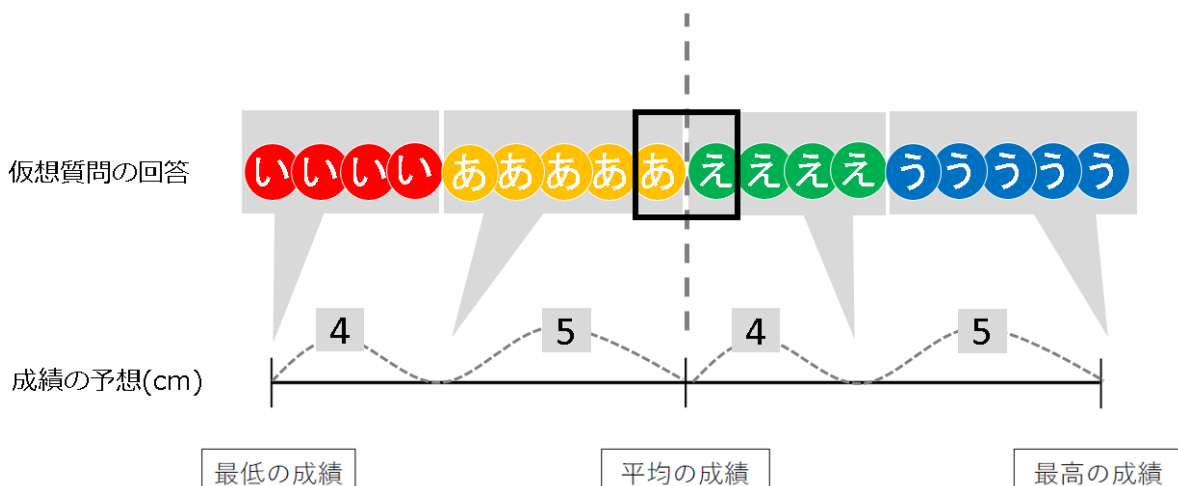 仮想質問の回答
いいいい あああああ ええええ ううううう
4 5 4 5
成績の予想(cm)
最低の成績 平均の成績 最高の成績